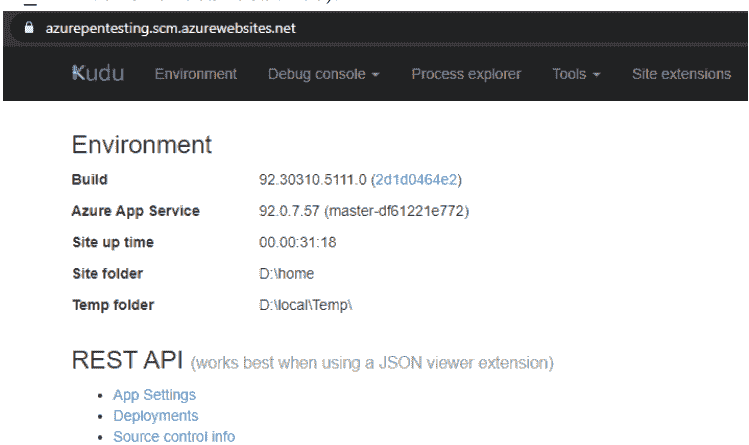 azurepentesting.scm.azurewebsites.net
Kudu Environment Debug console Process explorer Tools Site extensions
Environment
Build 92.30310.5111.0 (2d1d0464e2)
Azure App Service 92.0.7.57 (master-df61221e772)
Site up time 00.00:31:18
Site folder D:\home
Temp folder D:\local\Temp\
REST API (works best when using a JSON viewer extension)
• App Settings
• Deployments
• Source control info